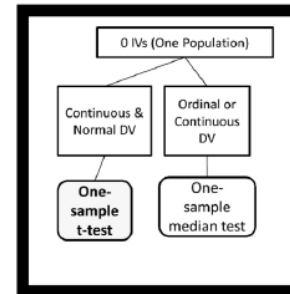 0 IVs (One Population)
Continuous &
Normal DV
Ordinal or
Continuous
DV
One-
sample
t-test
One-
sample
median test